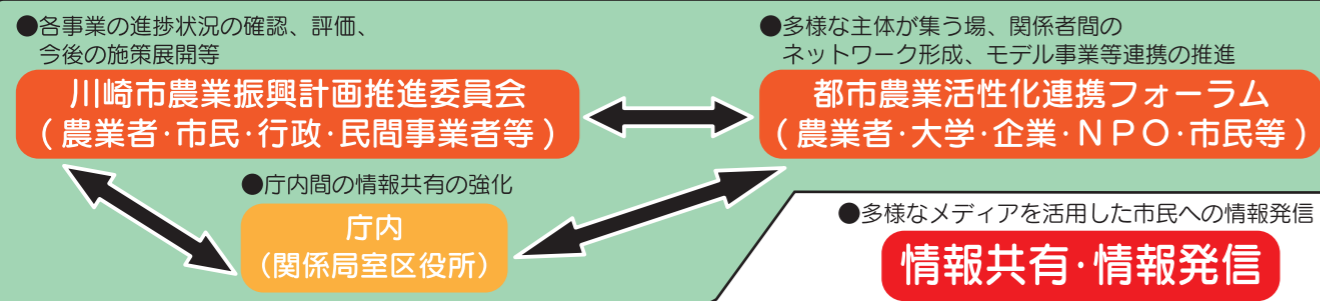 ●各事業の進捗状況の確認、評価、
今後の施策展開等
川崎市農業振興計画推進委員会
（農業者･市民･行政･民間事業者等）
●多様な主体が集う場、関係者間の
ネットワーク形成、モデル事業等連携の推進
都市農業活性化連携フォーラム
（農業者･大学･企業･ＮＰＯ･市民等）
●庁内間の情報共有の強化
庁内
（関係局室区役所）
●多様なメディアを活用した市民への情報発信
情報共有･情報発信